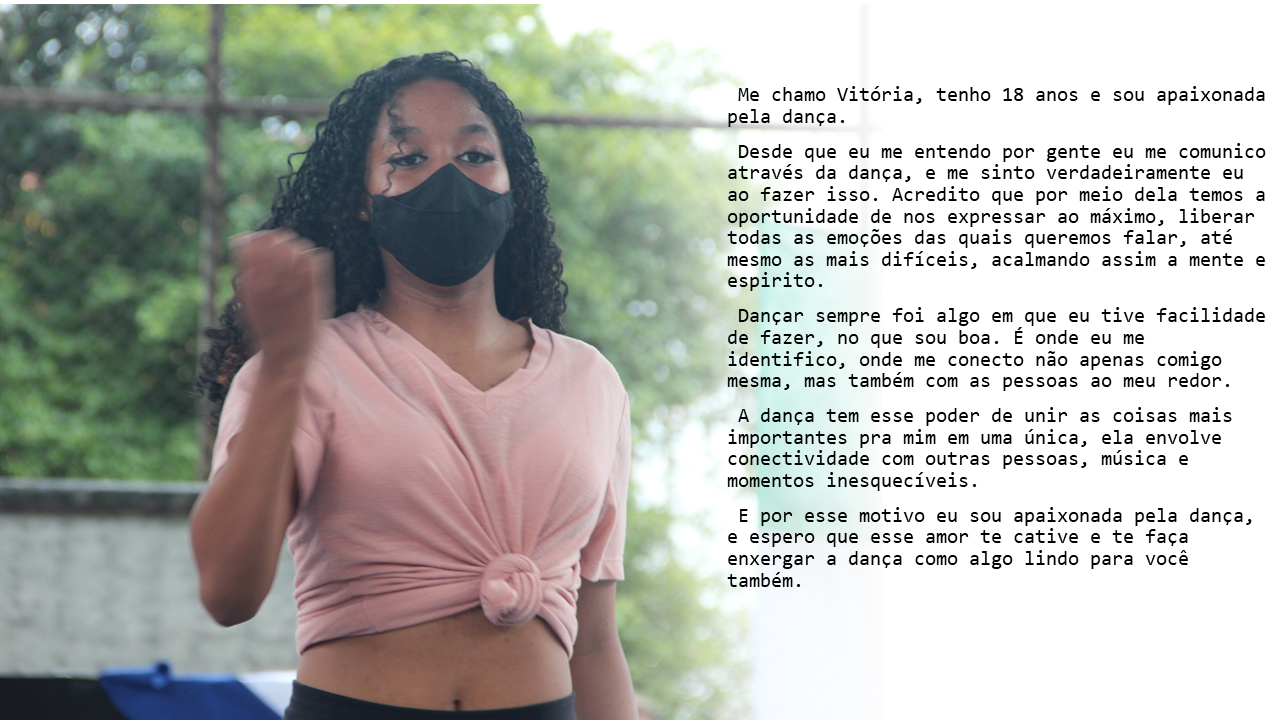 Me chamo Vitória, tenho 18 anos e sou apaixonada
pela dança.
Desde que eu me entendo por gente eu me comunico
através da dança, e me sinto verdadeiramente eu
ao fazer isso. Acredito que por meio dela temos a
oportunidade de nos expressar ao máximo, liberar
todas as emoções das quais queremos falar, até
mesmo as mais difíceis, acalmando assim a mente e
espirito.
Dançar sempre foi algo em que eu tive facilidade
de fazer, no que sou boa. É onde eu me
identifico, onde me conecto não apenas comigo
mesma, mas também com as pessoas ao meu redor.
A dança tem esse poder de unir as coisas mais
importantes pra mim em uma única, ela envolve
conectividade com outras pessoas, música e
momentos inesquecíveis.
E por esse motivo eu sou apaixonada pela dança,
e espero que esse amor te cative e te faça
enxergar a dança como algo lindo para você
também.